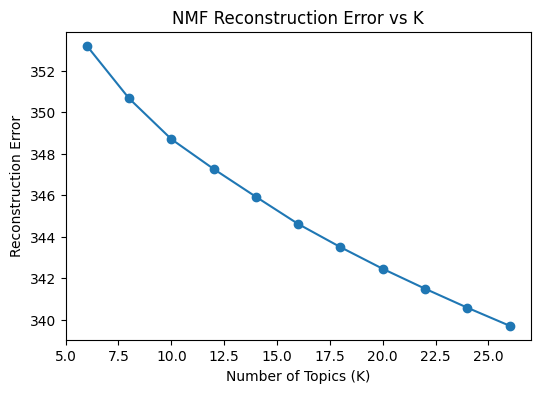 NMF Reconstruction Error vs K
Reconstruction Error
352
350
348
346
344
342
340
5.0 7.5 10.0 12.5 15.0 17.5 20.0 22.5 25.0
Number of Topics (K)